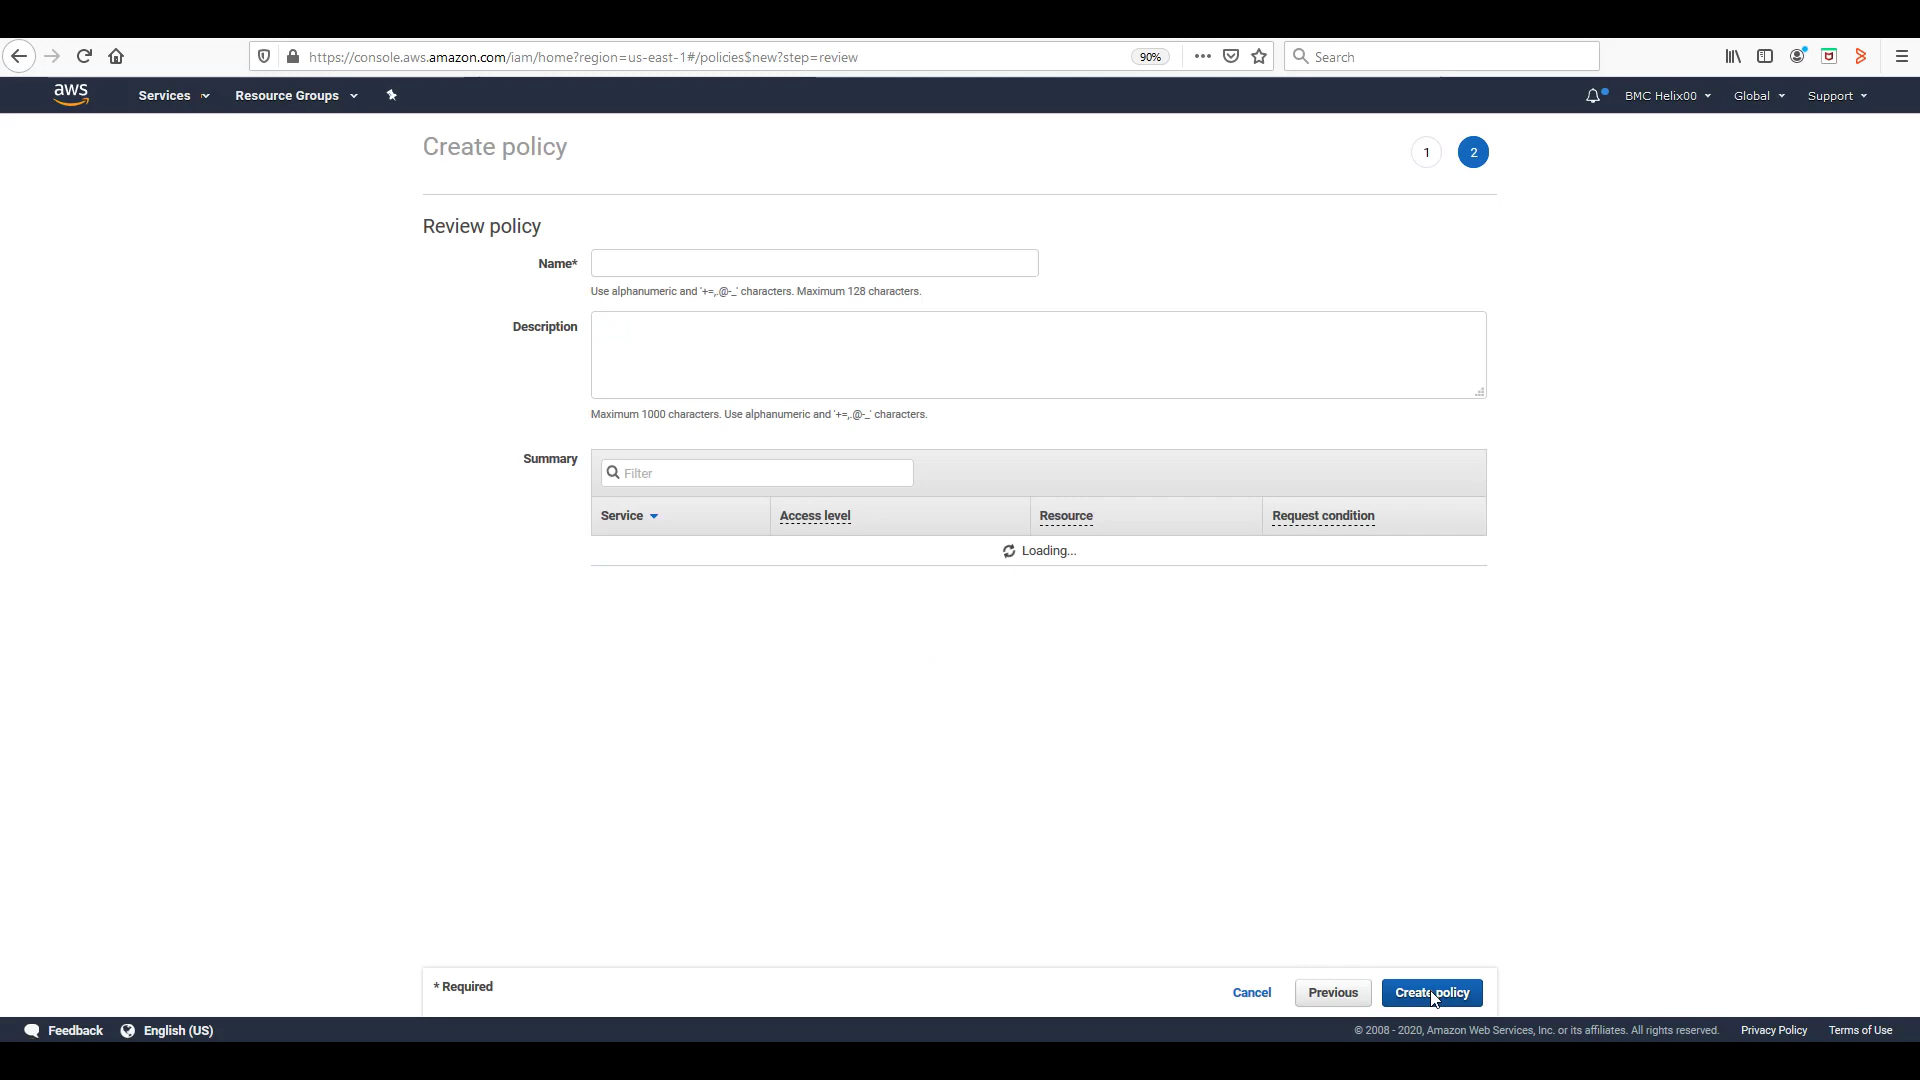 https://console.aws.amazon.com/iam/home?region=us-east-1#/policies$new?step=review
90%
Search
aws
Services
Resource Groups
BMC Helix00
Global
Support
Create policy
1
2
Review policy
Name*
Use alphanumeric and '+=,.@-_' characters. Maximum 128 characters.
Description
Maximum 1000 characters. Use alphanumeric and '+=,.@-_' characters.
Summary
Filter
Service
Access level
Resource
Request condition
Loading...
* Required
Cancel
Previous
Create policy
Feedback
English (US)
© 2008 - 2020, Amazon Web Services, Inc. or its affiliates. All rights reserved.
Privacy Policy
Terms of Use